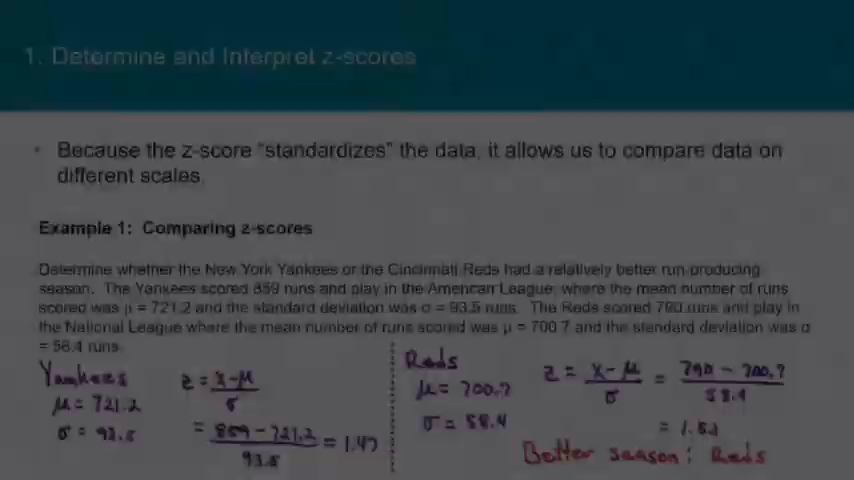 1. Determine and Interpret z-scores
• Because the z-score “standardizes” the data, it allows us to compare data on
different scales.
Example 1: Comparing z-scores
Determine whether the New York Yankees or the Cincinnati Reds had a relatively better run-producing
season. The Yankees scored 859 runs and play in the American League, where the mean number of runs
scored was μ = 721.2 and the standard deviation was σ = 93.5 runs. The Reds scored 790 runs and play in
the National League where the mean number of runs scored was μ = 700.7 and the standard deviation was σ
= 58.4 runs.
Yankees
μ = 721.2
σ = 93.5
z = x - μ / σ
= 859 - 721.2 / 93.5 = 1.47
Reds
μ = 700.7
σ = 58.4
z = x - μ / σ = 790 - 700.7 / 58.4
= 1.53
Better season: Reds